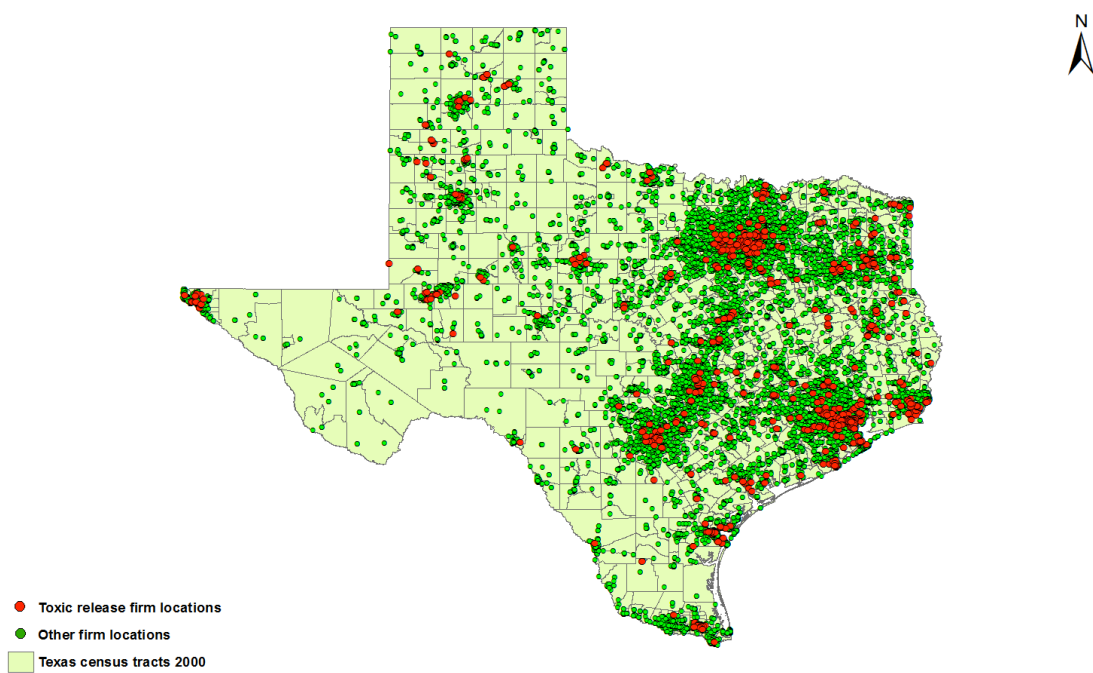 N
Toxic release firm locations
Other firm locations
Texas census tracts 2000